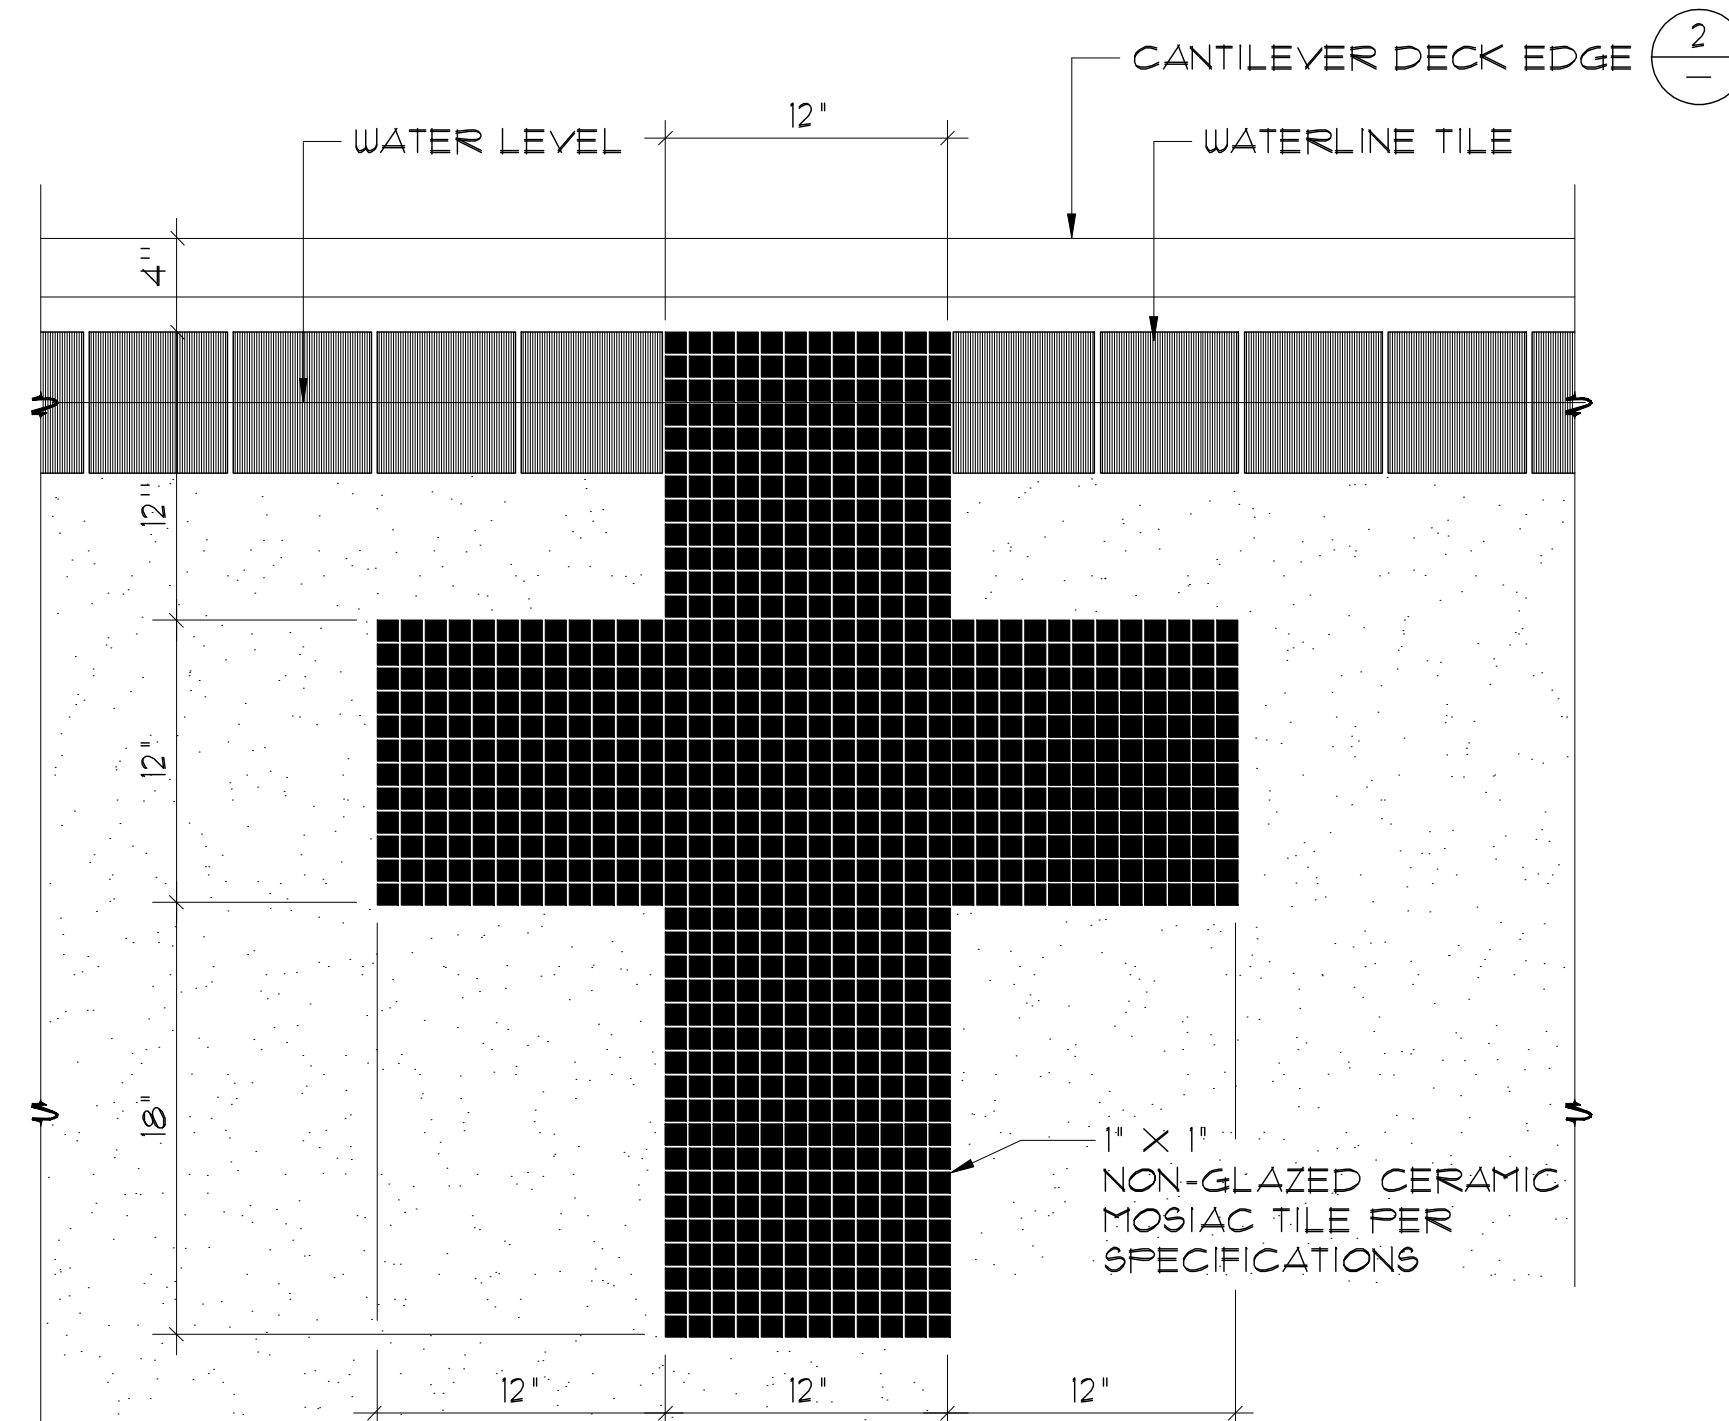 CANTILEVER DECK EDGE
2
—
12"
WATER LEVEL
WATERLINE TILE
4"
12"
12"
18"
1" X 1"
NON-GLAZED CERAMIC
MOSIAC TILE PER
SPECIFICATIONS
12"
12"
12"